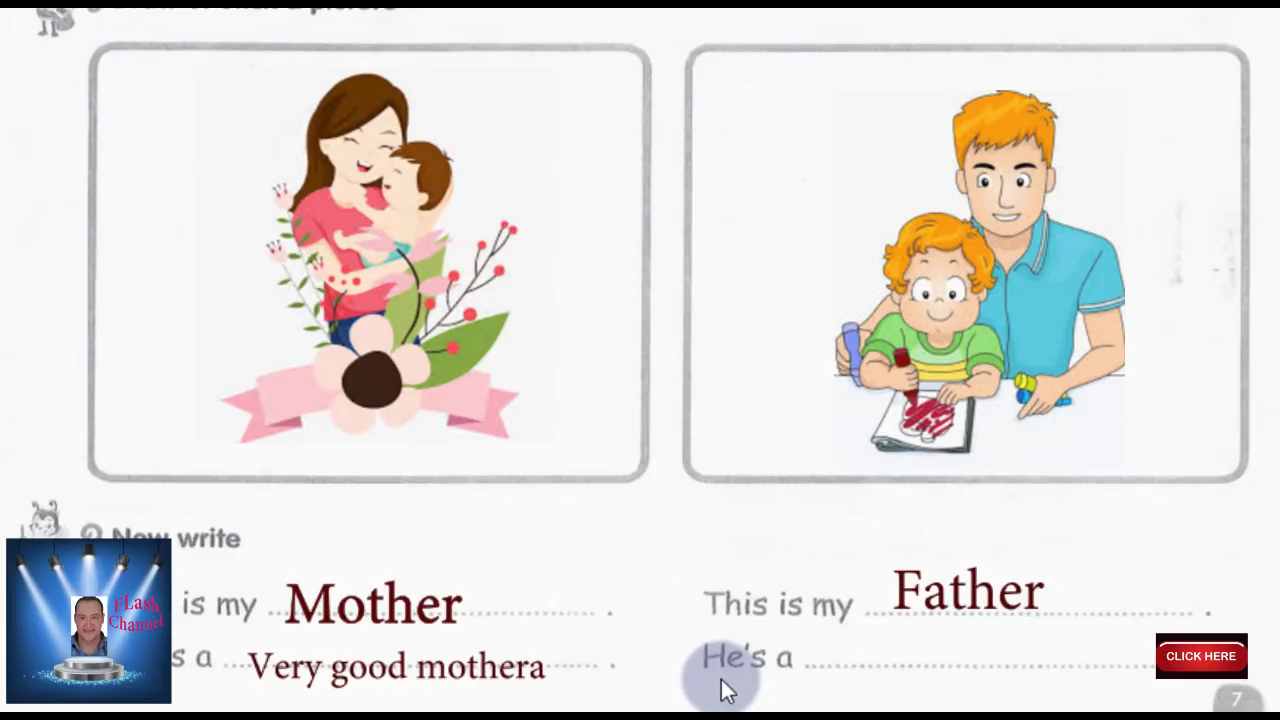 Now write
is my Mother .
s a Very good mothera .
This is my Father .
He's a
FLash
Channel
CLICK HERE
7